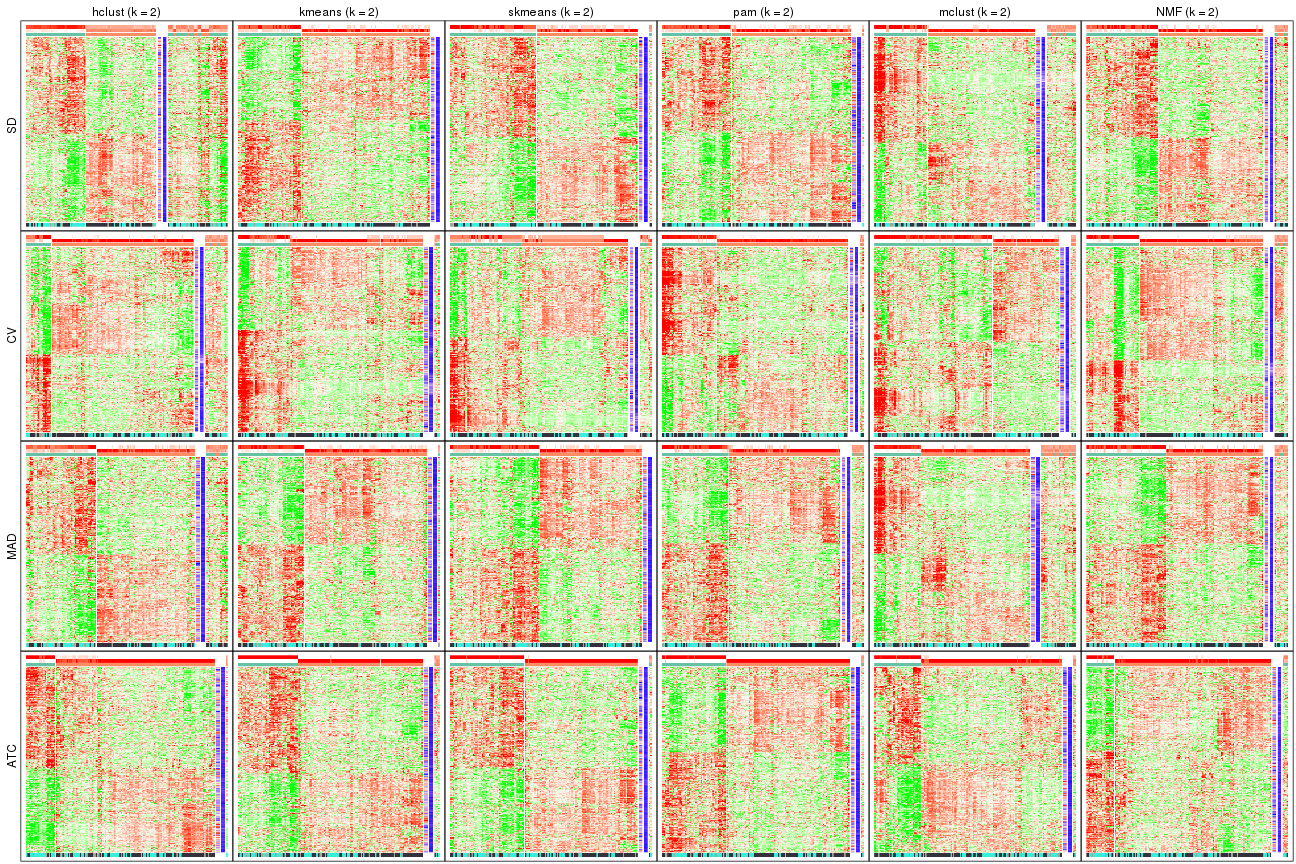 hclust (k = 2) kmeans (k = 2) skmeans (k = 2) pam (k = 2) mclust (k = 2) NMF (k = 2)
SD
CV
MAD
ATC